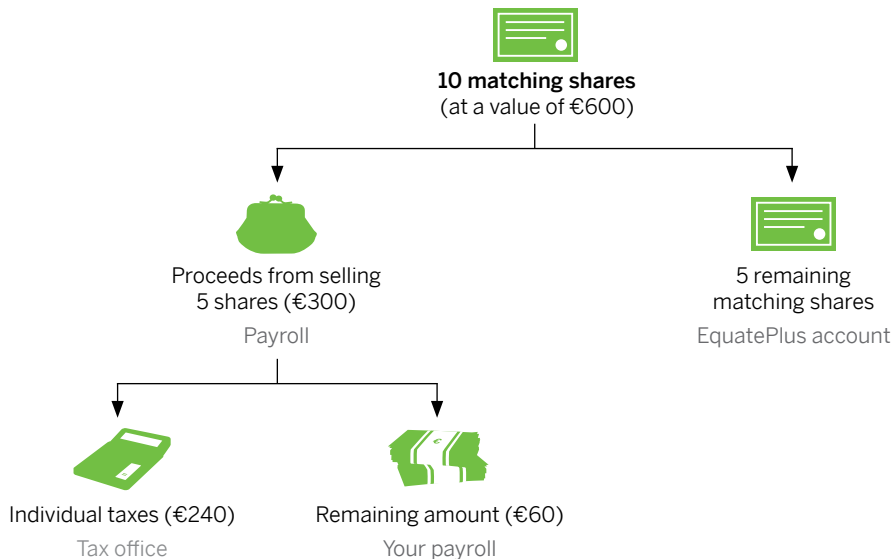 10 matching shares
(at a value of €600)
Proceeds from selling
5 shares (€300)
Payroll
5 remaining
matching shares
EquatePlus account
€
Individual taxes (€240)
Tax office
Remaining amount (€60)
Your payroll